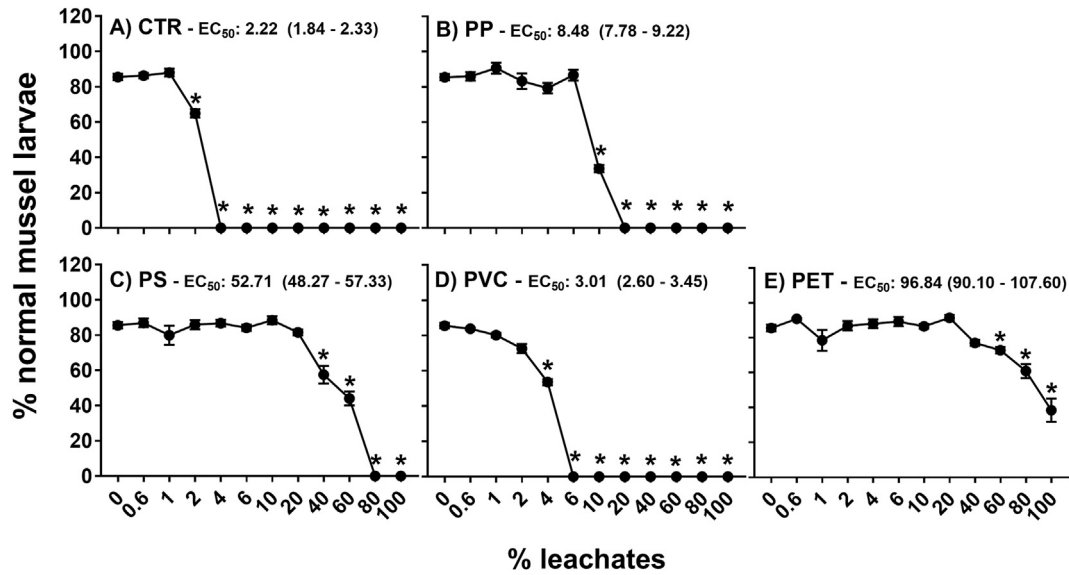 % normal mussel larvae
A) CTR - EC50: 2.22 (1.84 - 2.33)
120
100
80
60
40
20
0
* * * * * * * * *
B) PP - EC50: 8.48 (7.78 - 9.22)
* * * * * *
C) PS - EC50: 52.71 (48.27 - 57.33)
120
100
80
60
40
20
0
* * * *
0 0.6 1 2 4 6 10 20 40 60 80 100
D) PVC - EC50: 3.01 (2.60 - 3.45)
* * * * * * * *
0 0.6 1 2 4 6 10 20 40 60 80 100
E) PET - EC50: 96.84 (90.10 - 107.60)
* * *
0 0.6 1 2 4 6 10 20 40 60 80 100
% leachates